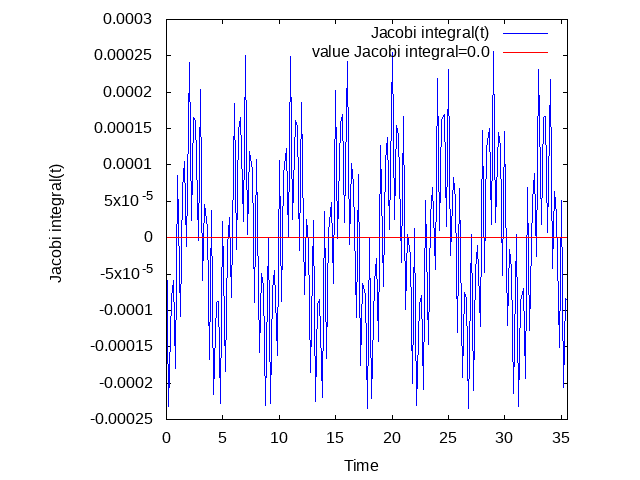 0.0003
0.00025
0.0002
0.00015
0.0001
5x10^-5
0
-5x10^-5
-0.0001
-0.00015
-0.0002
-0.00025
Jacobi integral(t)
Jacobi integral(t)
value Jacobi integral=0.0
0 5 10 15 20 25 30 35
Time